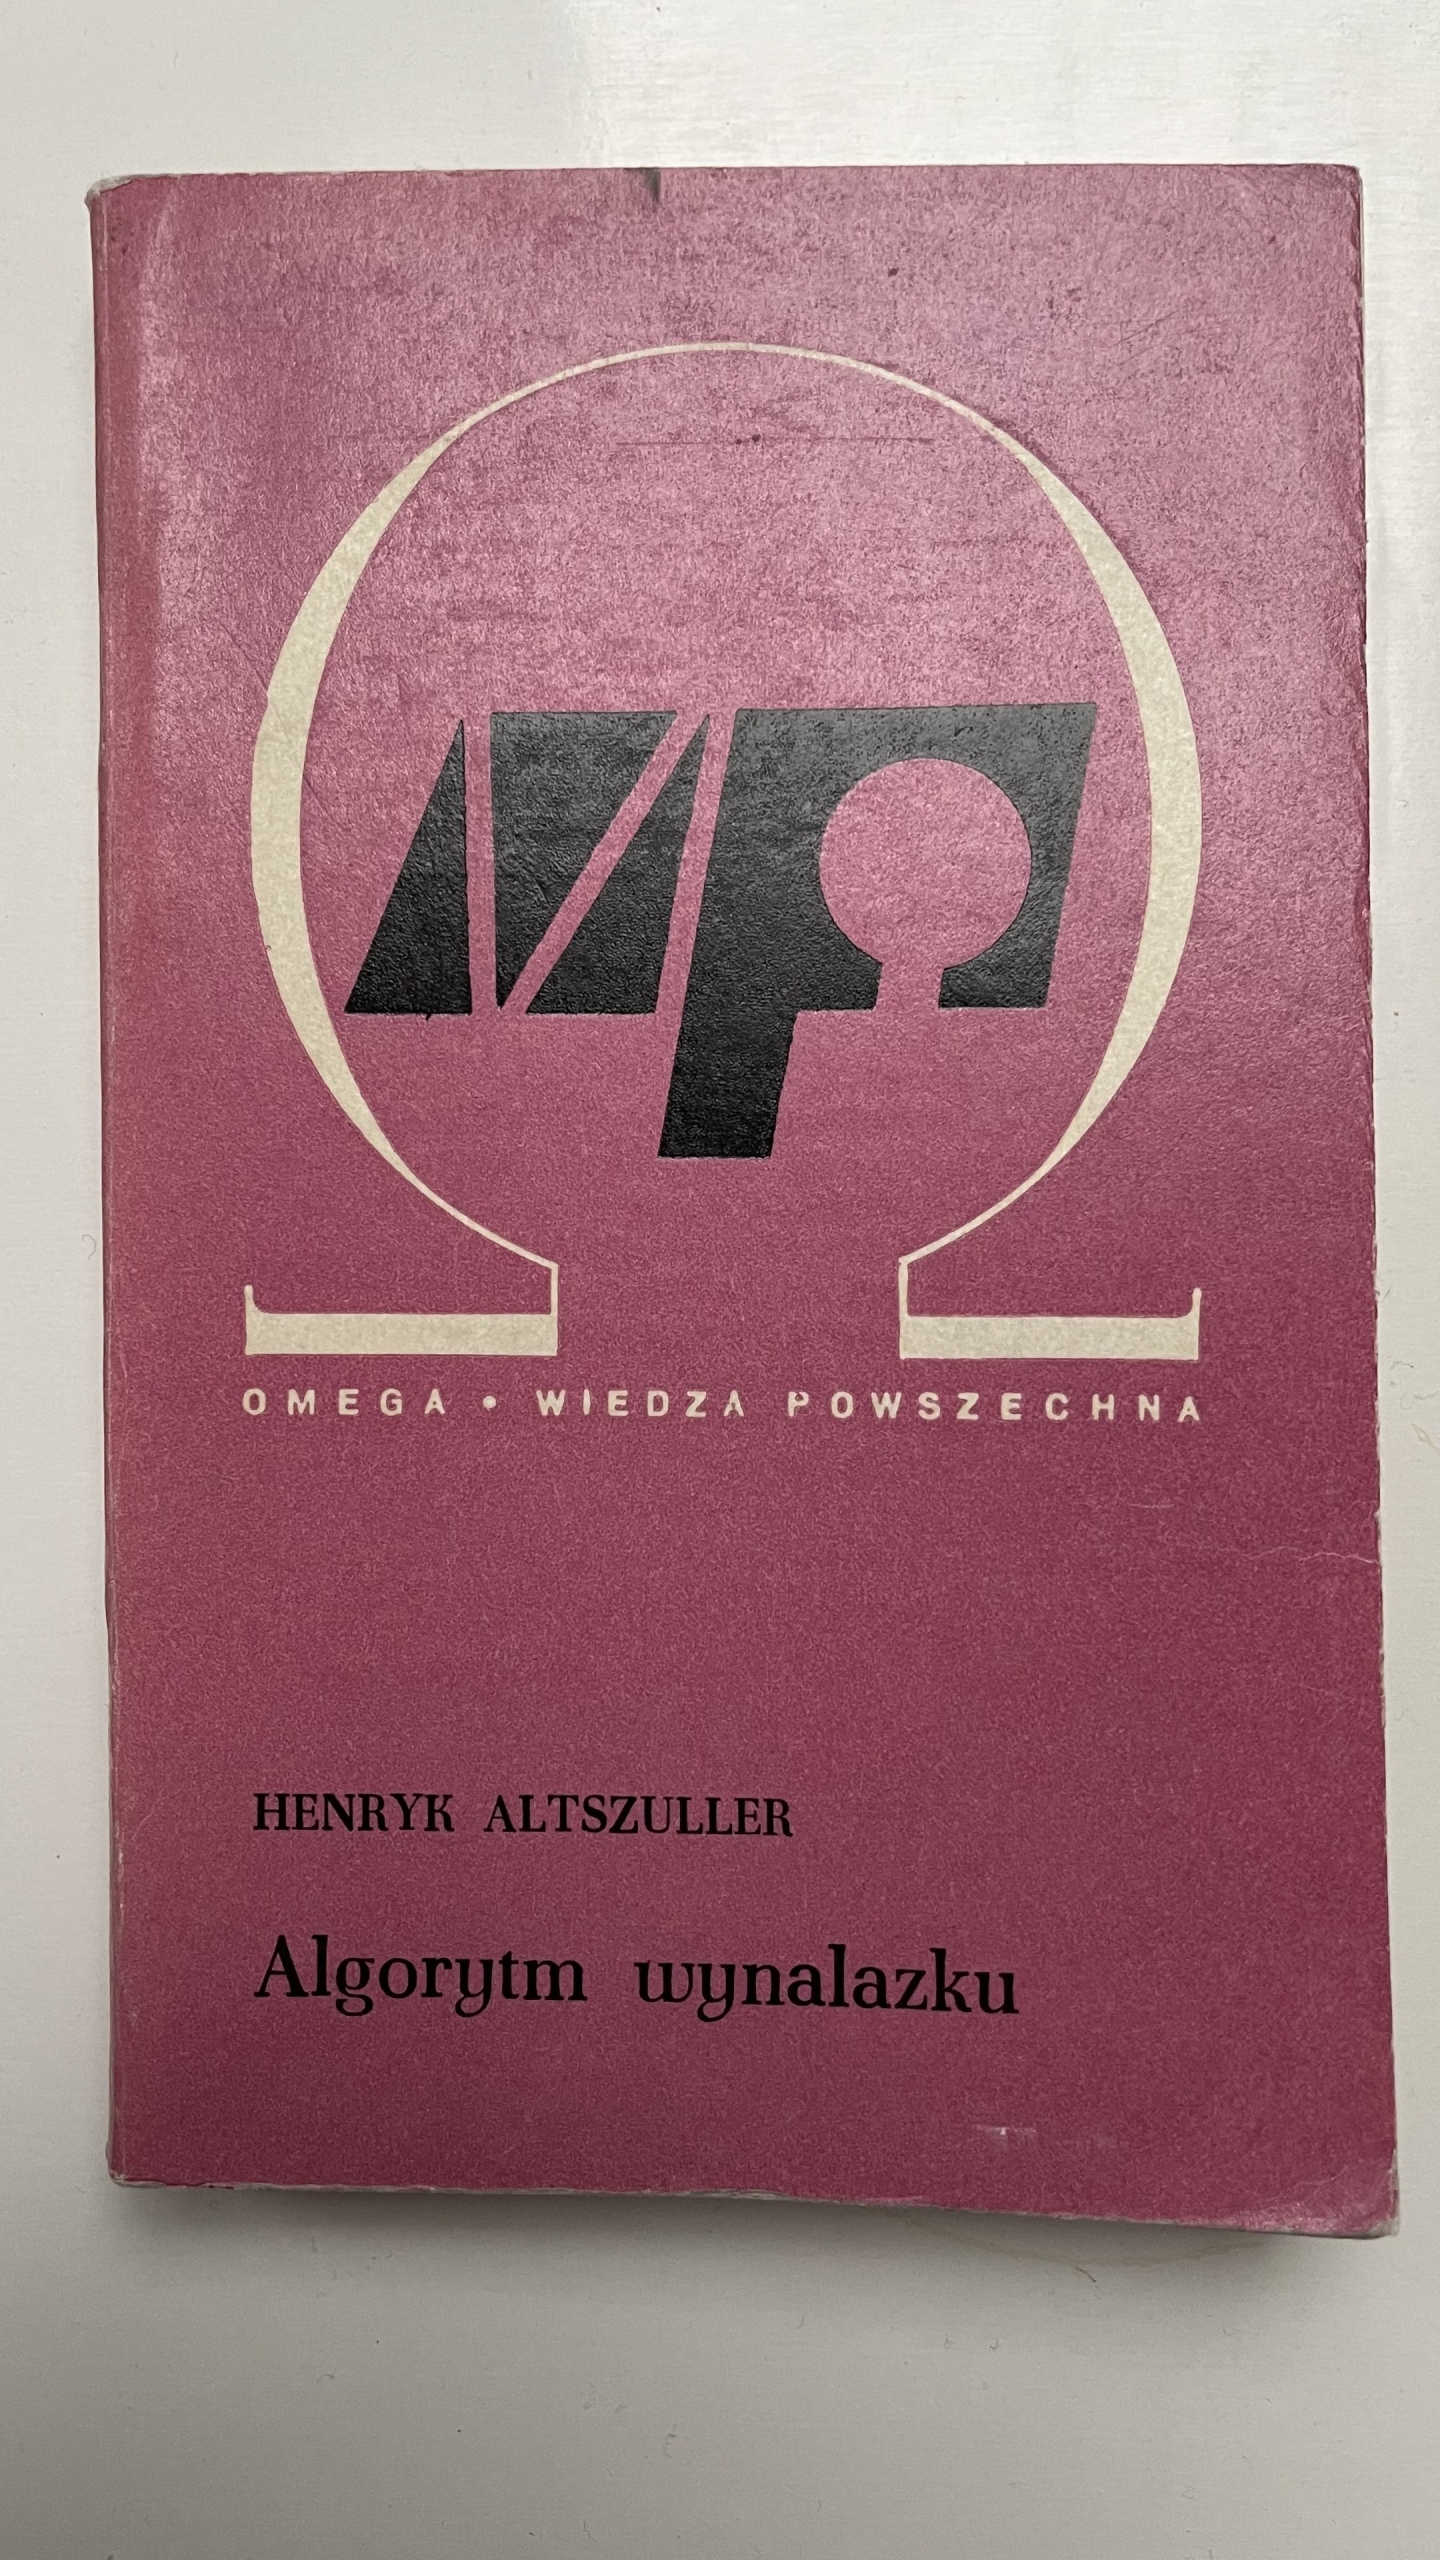 OMEGA • WIEDZA POWSZECHNA
HENRYK ALTSZULLER
Algorytm wynalazku